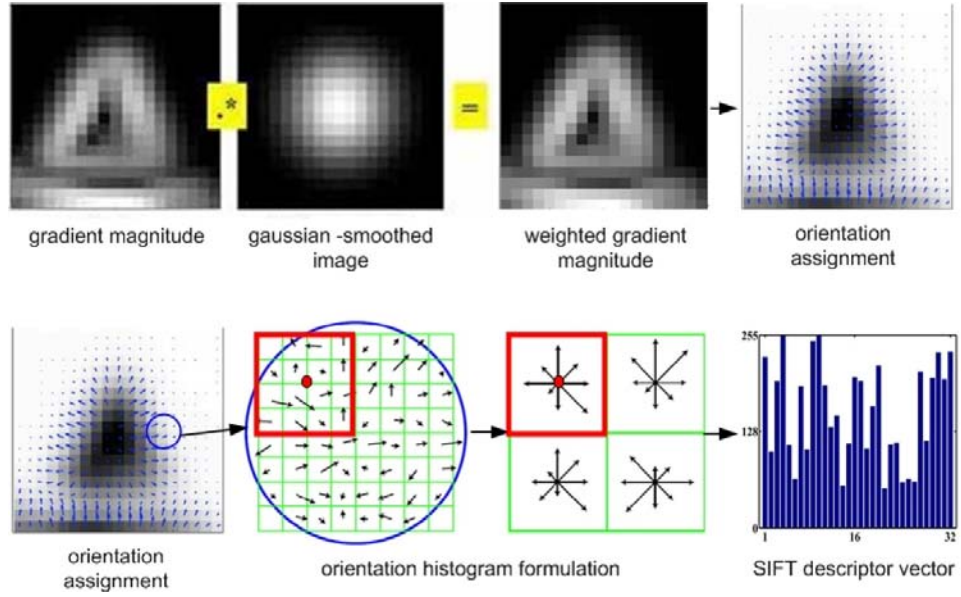 .*
=
gradient magnitude
gaussian -smoothed
image
weighted gradient
magnitude
orientation
assignment
255
128
1
16
32
orientation
assignment
orientation histogram formulation
SIFT descriptor vector